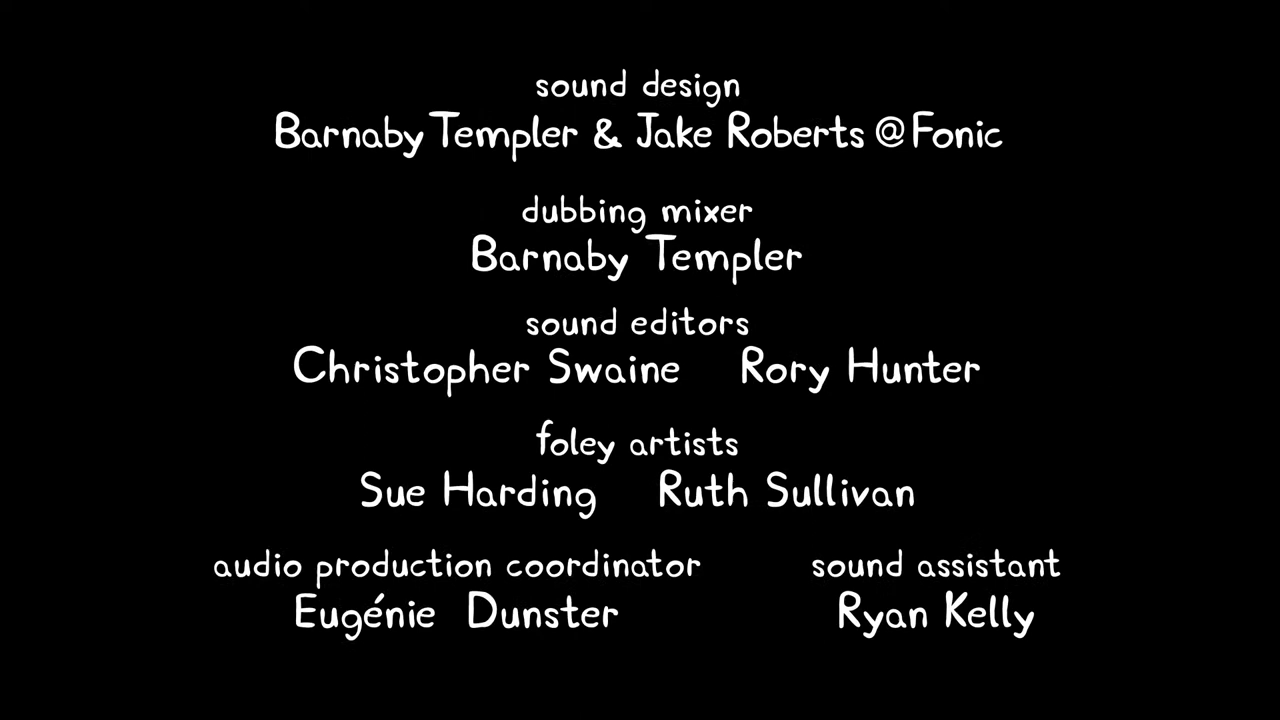 sound design
Barnaby Templer & Jake Roberts @Fonic
dubbing mixer
Barnaby Templer
sound editors
Christopher Swaine Rory Hunter
foley artists
Sue Harding Ruth Sullivan
audio production coordinator sound assistant
Eugénie Dunster Ryan Kelly